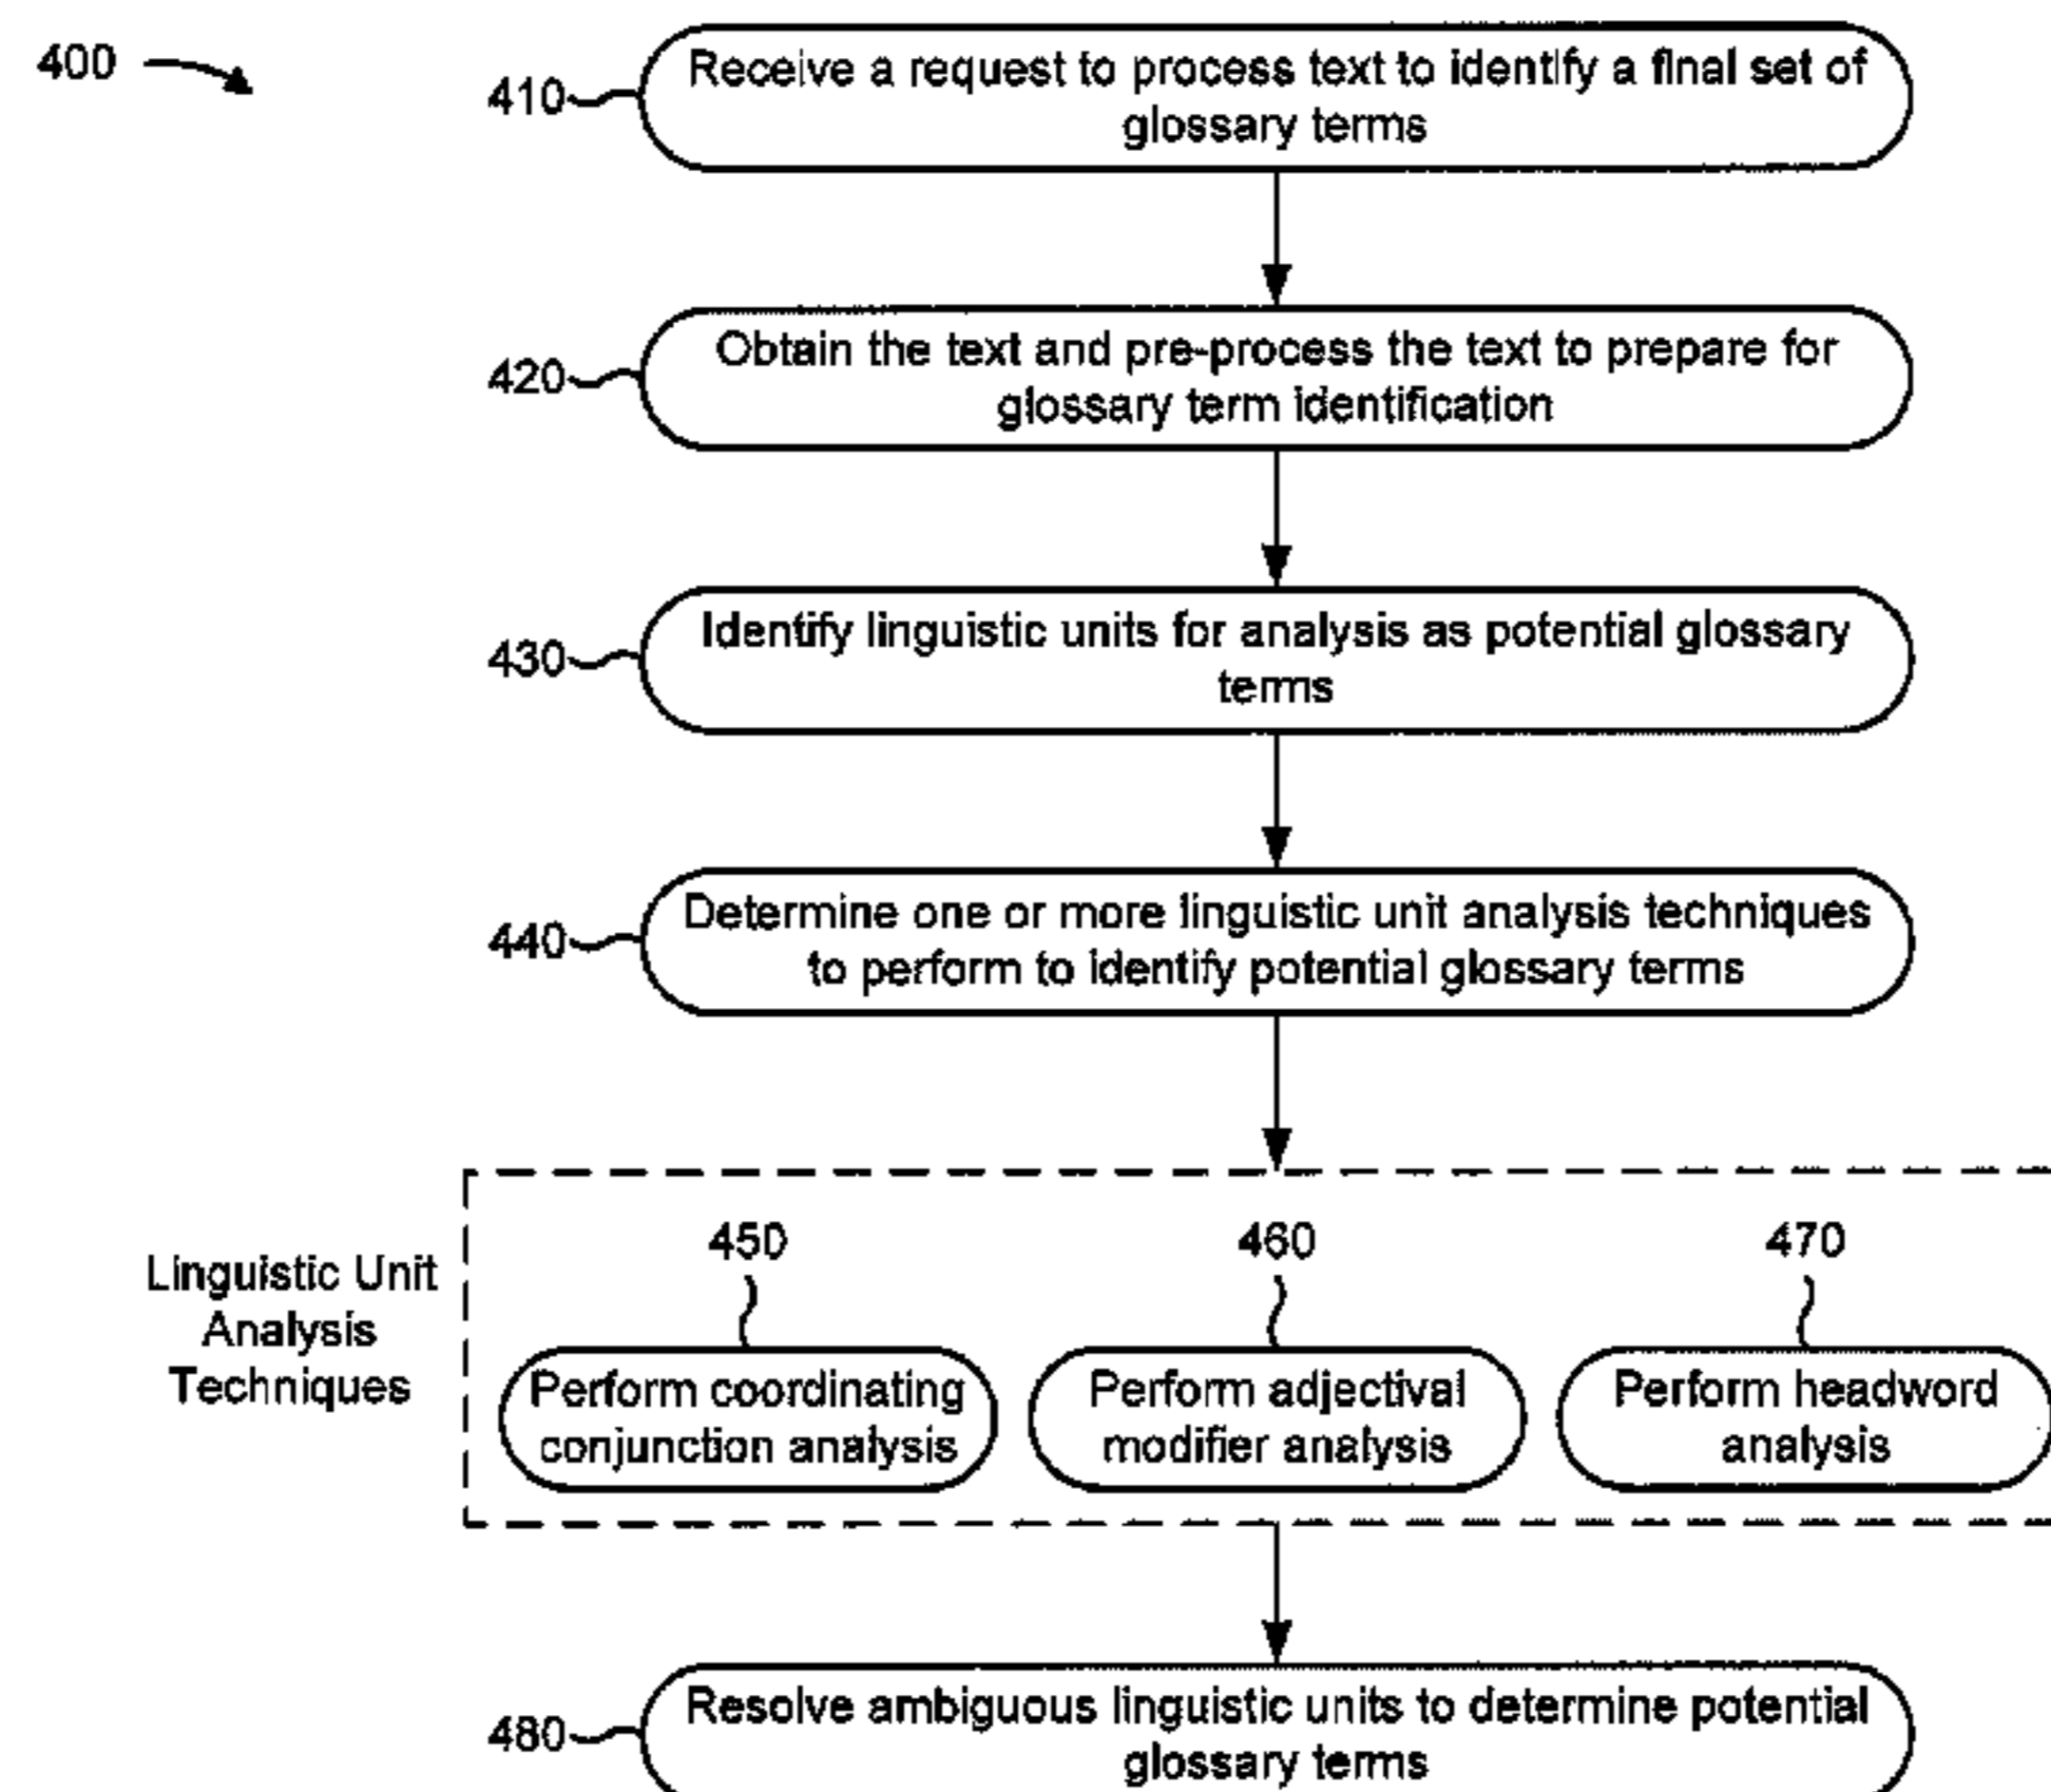 400
410
Receive a request to process text to identify a final set of
glossary terms
420
Obtain the text and pre-process the text to prepare for
glossary term identification
430
Identify linguistic units for analysis as potential glossary
terms
440
Determine one or more linguistic unit analysis techniques
to perform to identify potential glossary terms
Linguistic Unit
Analysis
Techniques
450
Perform coordinating
conjunction analysis
460
Perform adjectival
modifier analysis
470
Perform headword
analysis
480
Resolve ambiguous linguistic units to determine potential
glossary terms